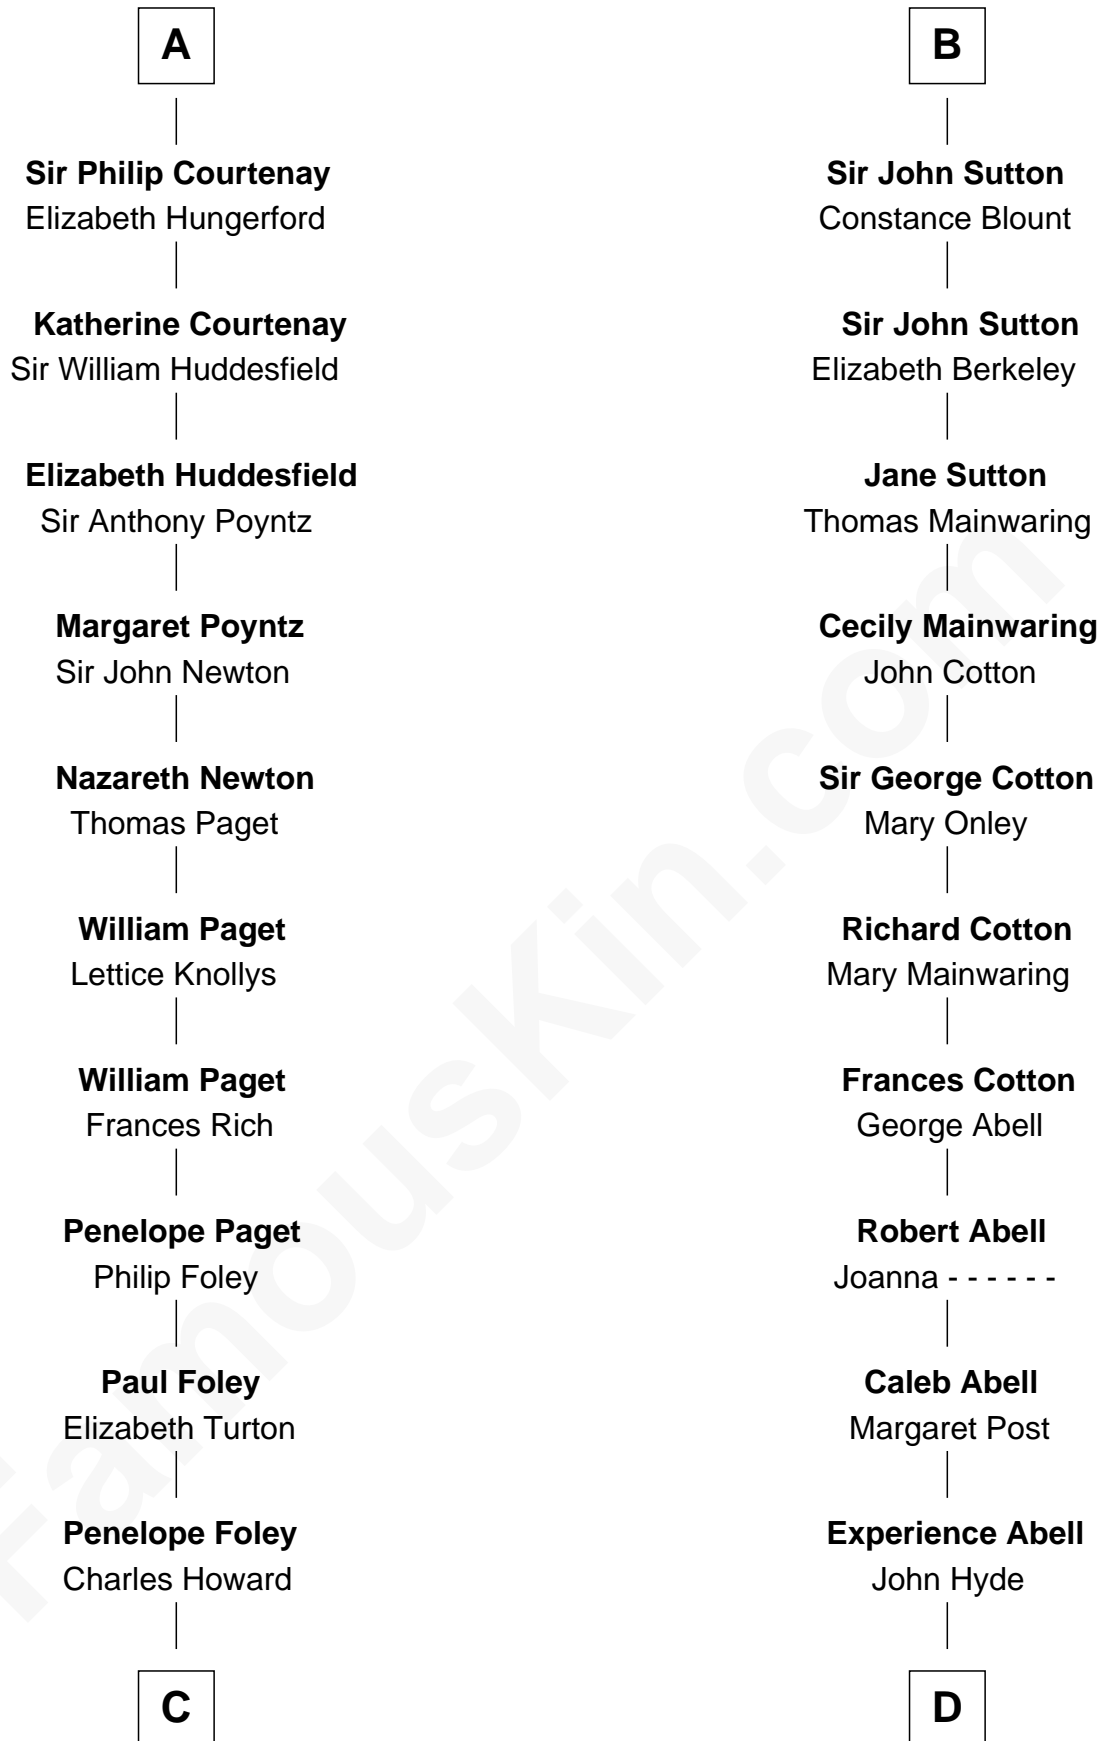 A
Sir Philip Courtenay
Elizabeth Hungerford
Katherine Courtenay
Sir William Huddesfield
Elizabeth Huddesfield
Sir Anthony Poyntz
Margaret Poyntz
Sir John Newton
Nazareth Newton
Thomas Paget
William Paget
Lettice Knollys
William Paget
Frances Rich
Penelope Paget
Philip Foley
Paul Foley
Elizabeth Turton
Penelope Foley
Charles Howard
C
B
Sir John Sutton
Constance Blount
Sir John Sutton
Elizabeth Berkeley
Jane Sutton
Thomas Mainwaring
Cecily Mainwaring
John Cotton
Sir George Cotton
Mary Onley
Richard Cotton
Mary Mainwaring
Frances Cotton
George Abell
Robert Abell
Joanna - - - - - -
Caleb Abell
Margaret Post
Experience Abell
John Hyde
D
FamousKin.com